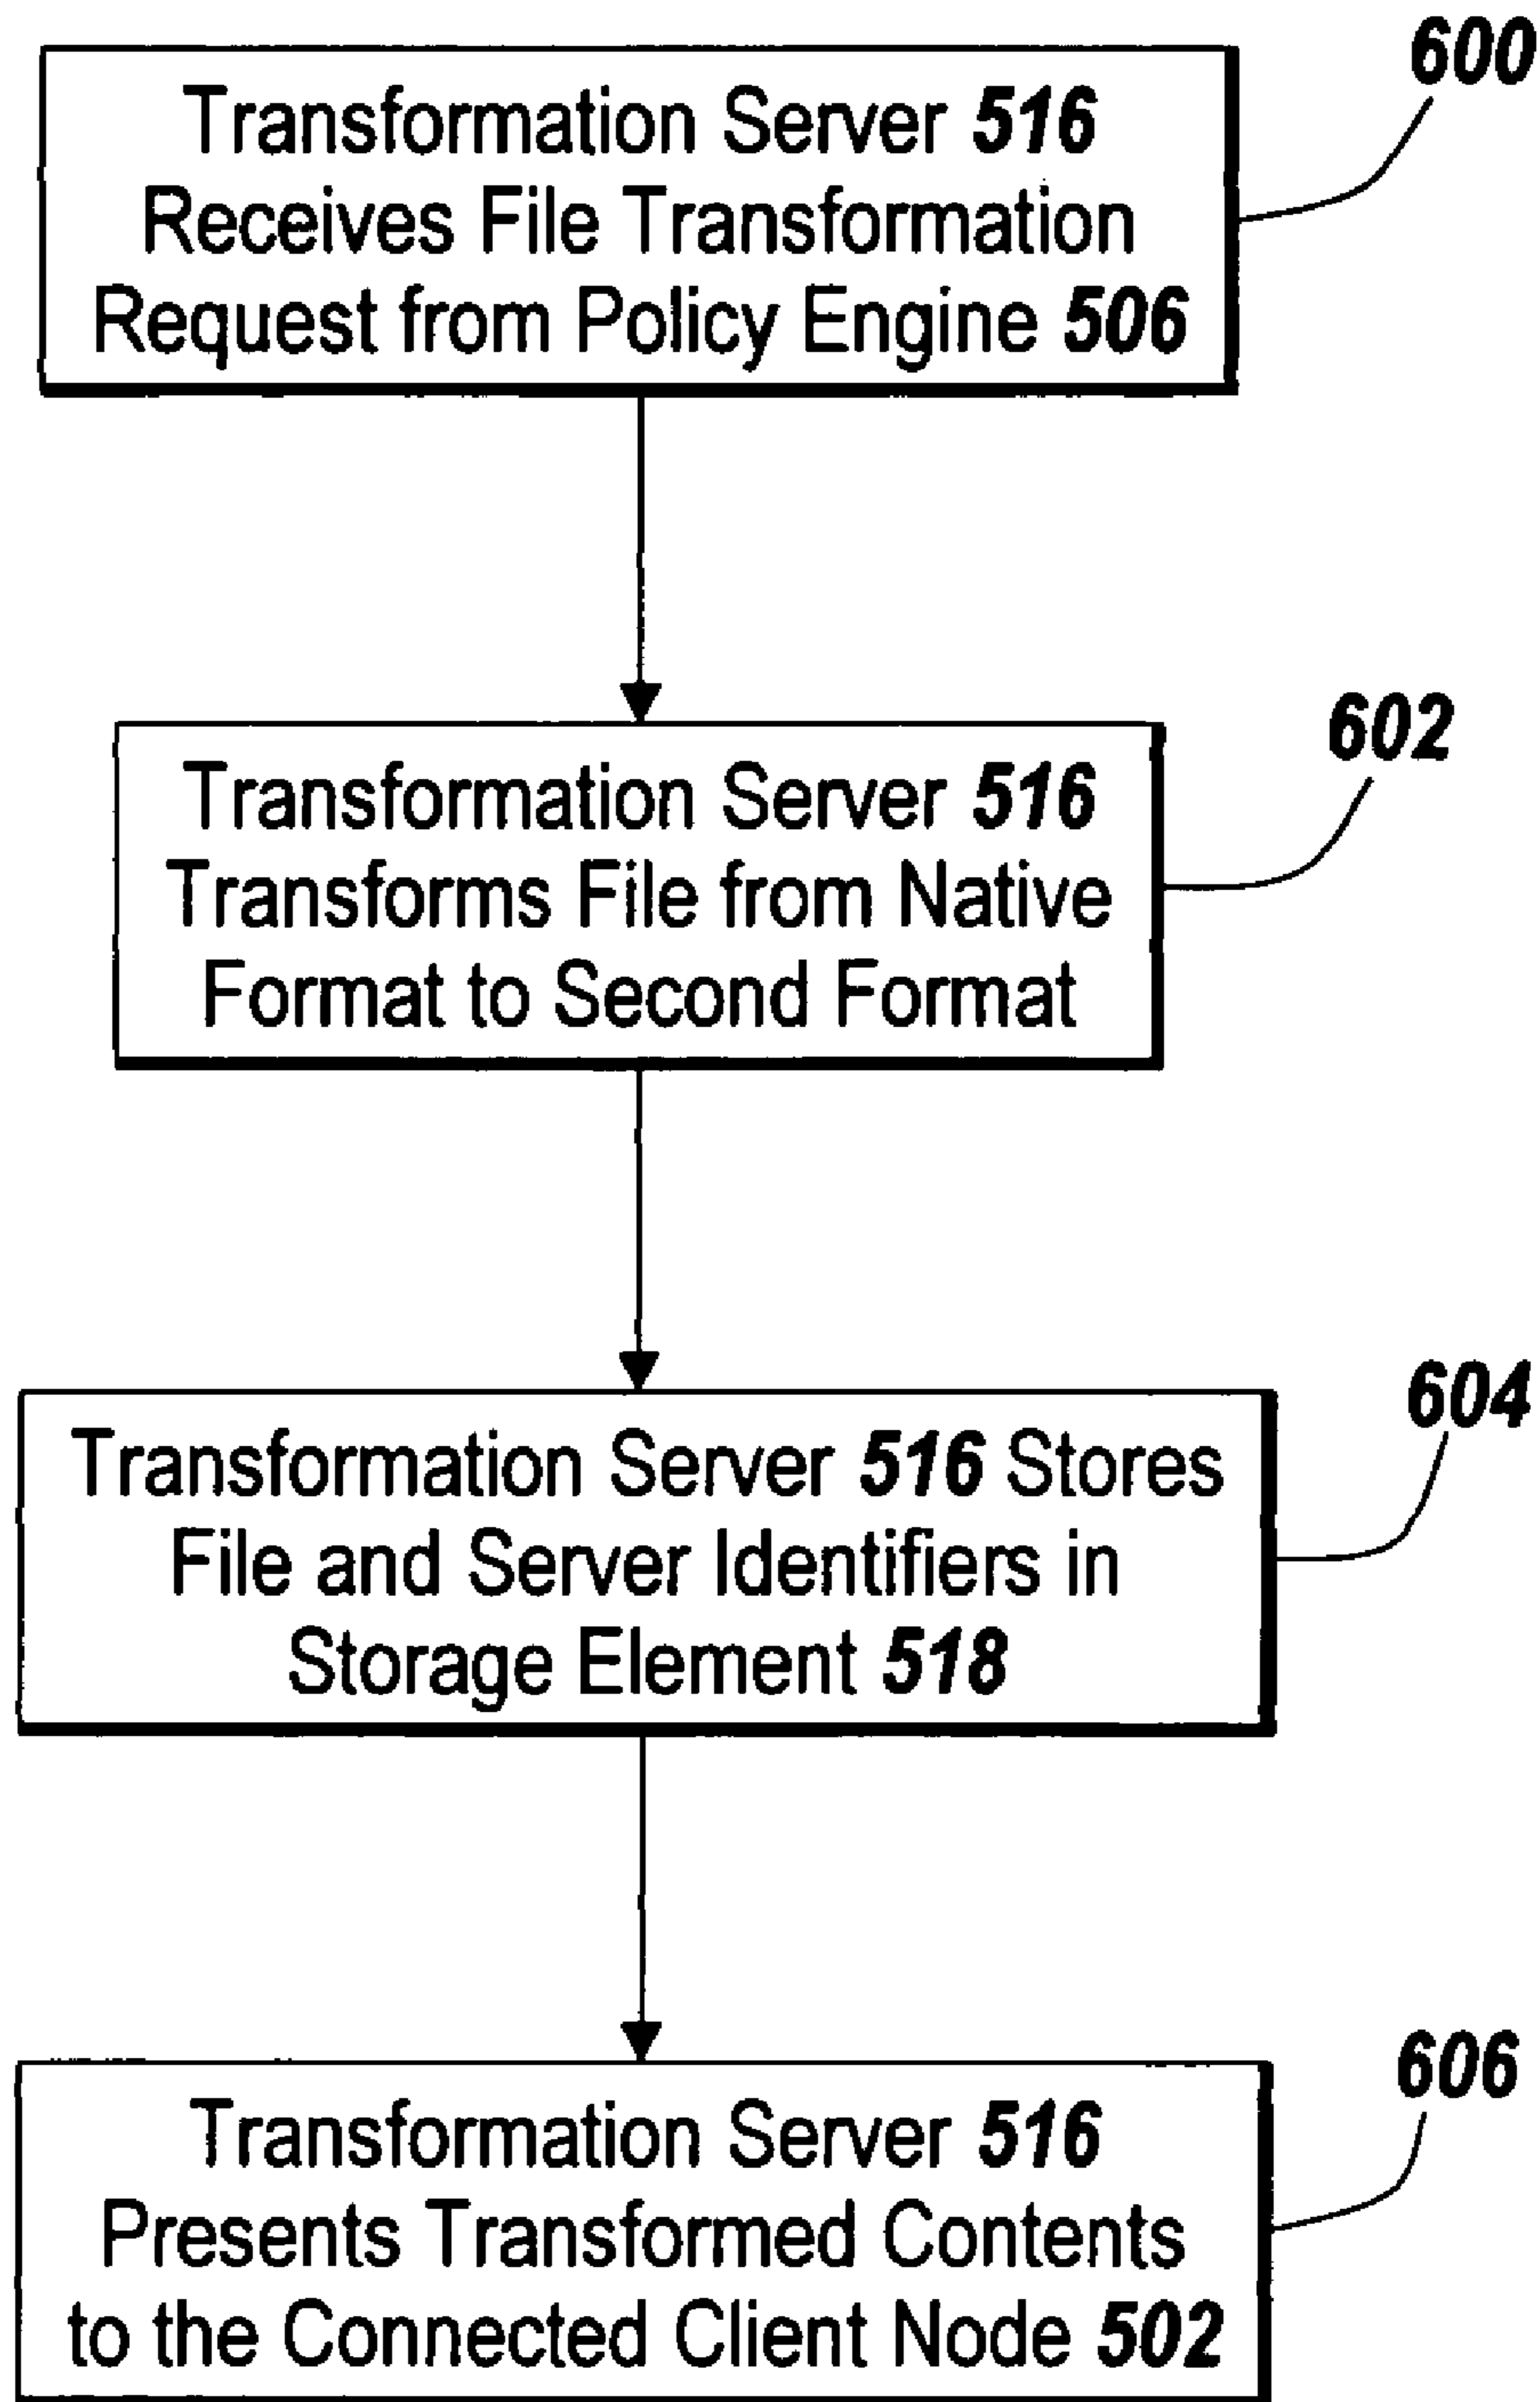 600
Transformation Server 516
Receives File Transformation
Request from Policy Engine 506
602
Transformation Server 516
Transforms File from Native
Format to Second Format
604
Transformation Server 516 Stores
File and Server Identifiers in
Storage Element 518
606
Transformation Server 516
Presents Transformed Contents
to the Connected Client Node 502